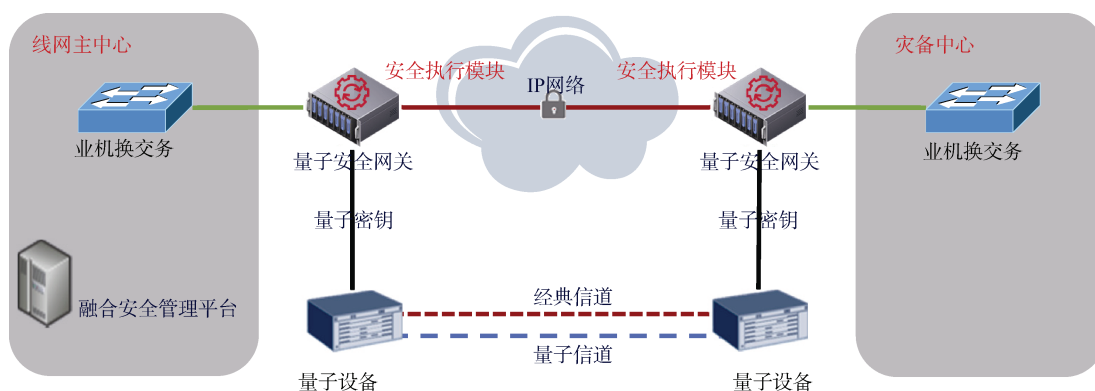 线网主中心
灾备中心
安全执行模块
安全执行模块
IP网络
业机换交务
业机换交务
量子安全网关
量子安全网关
量子密钥
量子密钥
融合安全管理平台
经典信道
量子信道
量子设备
量子设备